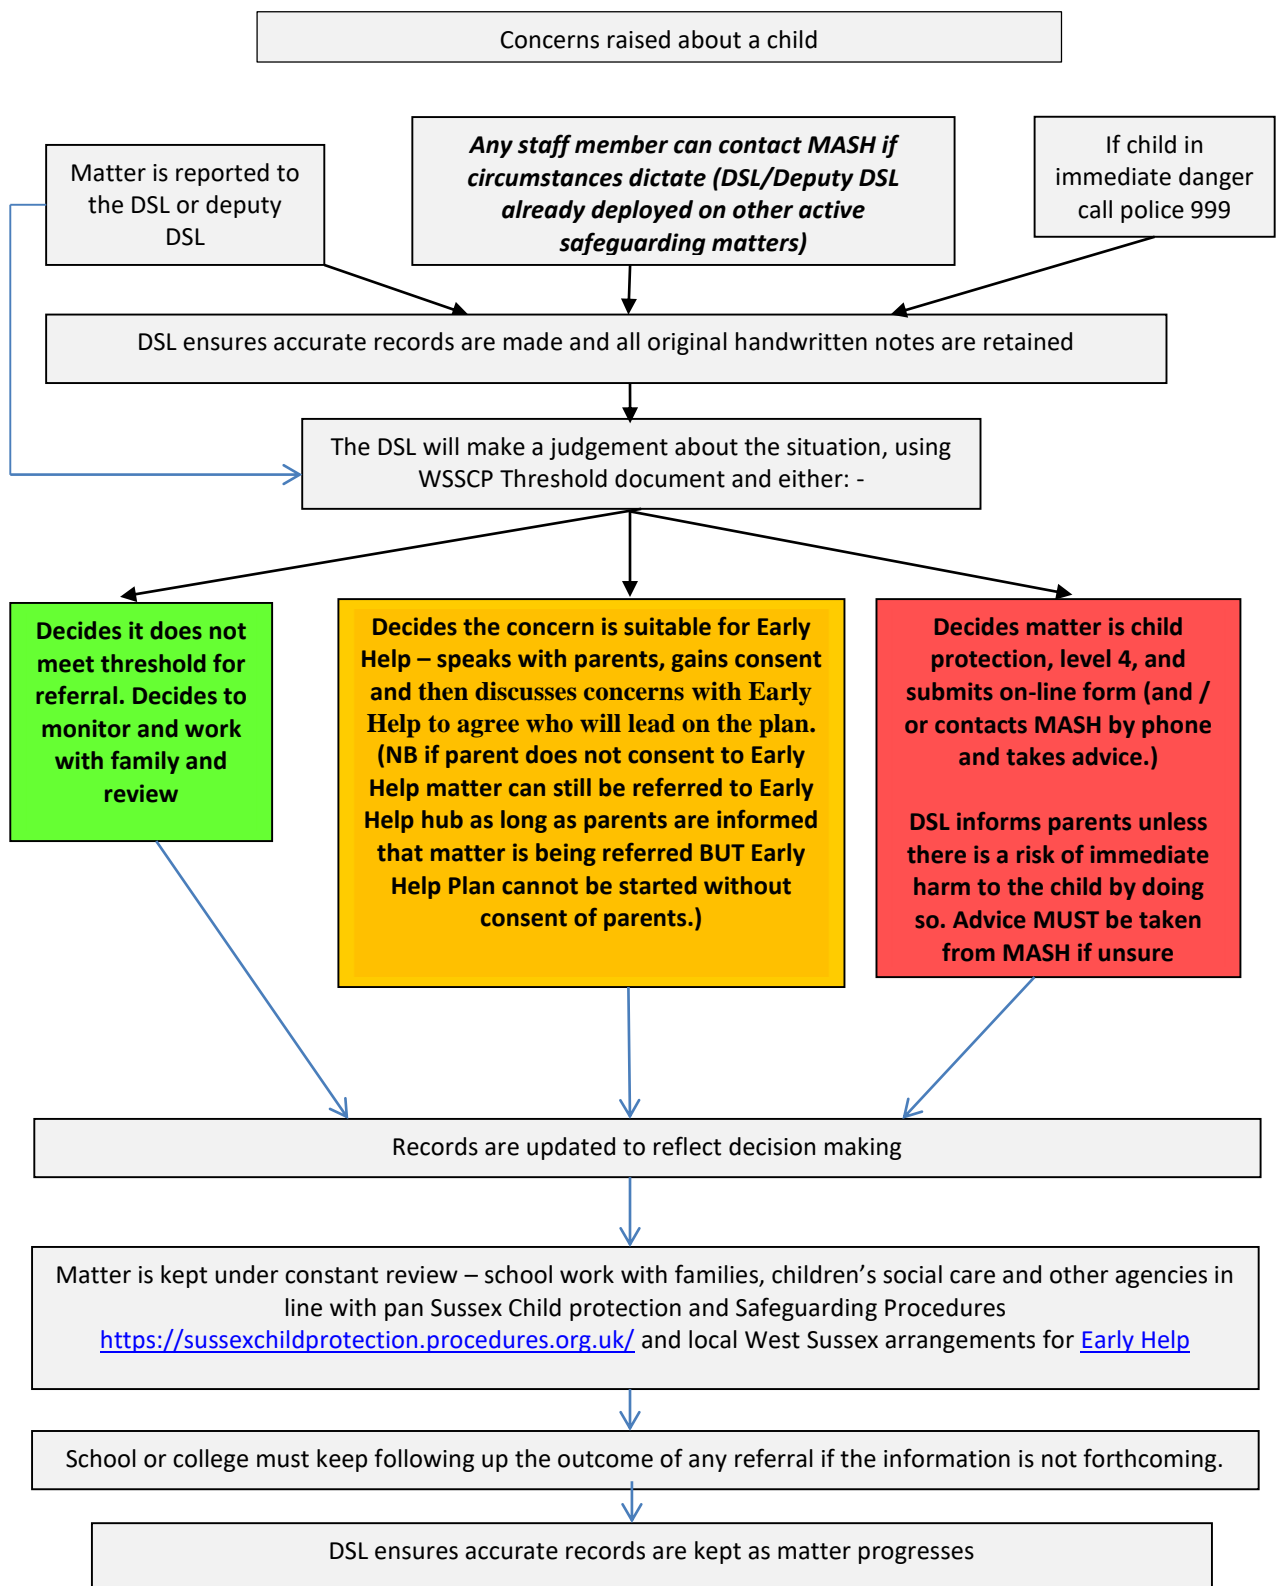 Concerns raised about a child
Matter is reported to
the DSL or deputy
DSL
Any staff member can contact MASH if
circumstances dictate (DSL/Deputy DSL
already deployed on other active
safeguarding matters)
If child in
immediate danger
call police 999
DSL ensures accurate records are made and all original handwritten notes are retained
The DSL will make a judgement about the situation, using
WSSCP Threshold document and either: -
Decides it does not
meet threshold for
referral. Decides to
monitor and work
with family and
review
Decides the concern is suitable for Early
Help – speaks with parents, gains consent
and then discusses concerns with Early
Help to agree who will lead on the plan.
(NB if parent does not consent to Early
Help matter can still be referred to Early
Help hub as long as parents are informed
that matter is being referred BUT Early
Help Plan cannot be started without
consent of parents.)
Decides matter is child
protection, level 4, and
submits on-line form (and /
or contacts MASH by phone
and takes advice.)
DSL informs parents unless
there is a risk of immediate
harm to the child by doing
so. Advice MUST be taken
from MASH if unsure
Records are updated to reflect decision making
Matter is kept under constant review – school work with families, children’s social care and other agencies in
line with pan Sussex Child protection and Safeguarding Procedures
https://sussexchildprotection.procedures.org.uk/ and local West Sussex arrangements for Early Help
School or college must keep following up the outcome of any referral if the information is not forthcoming.
DSL ensures accurate records are kept as matter progresses